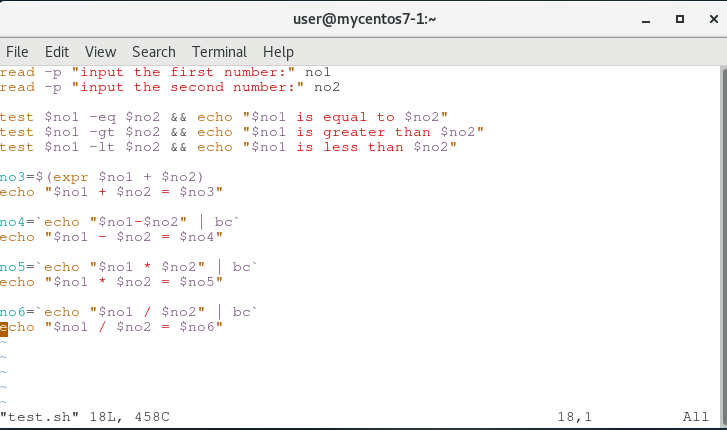 user@mycentos7-1:~
File Edit View Search Terminal Help
read -p "input the first number:" no1
read -p "input the second number:" no2
test $no1 -eq $no2 && echo "$no1 is equal to $no2"
test $no1 -gt $no2 && echo "$no1 is greater than $no2"
test $no1 -lt $no2 && echo "$no1 is less than $no2"
no3=$(expr $no1 + $no2)
echo "$no1 + $no2 = $no3"
no4=`echo "$no1-$no2" | bc`
echo "$no1 - $no2 = $no4"
no5=`echo "$no1 * $no2" | bc`
echo "$no1 * $no2 = $no5"
no6=`echo "$no1 / $no2" | bc`
echo "$no1 / $no2 = $no6"
~
~
~
~
~
"test.sh" 18L, 458C 18,1 All